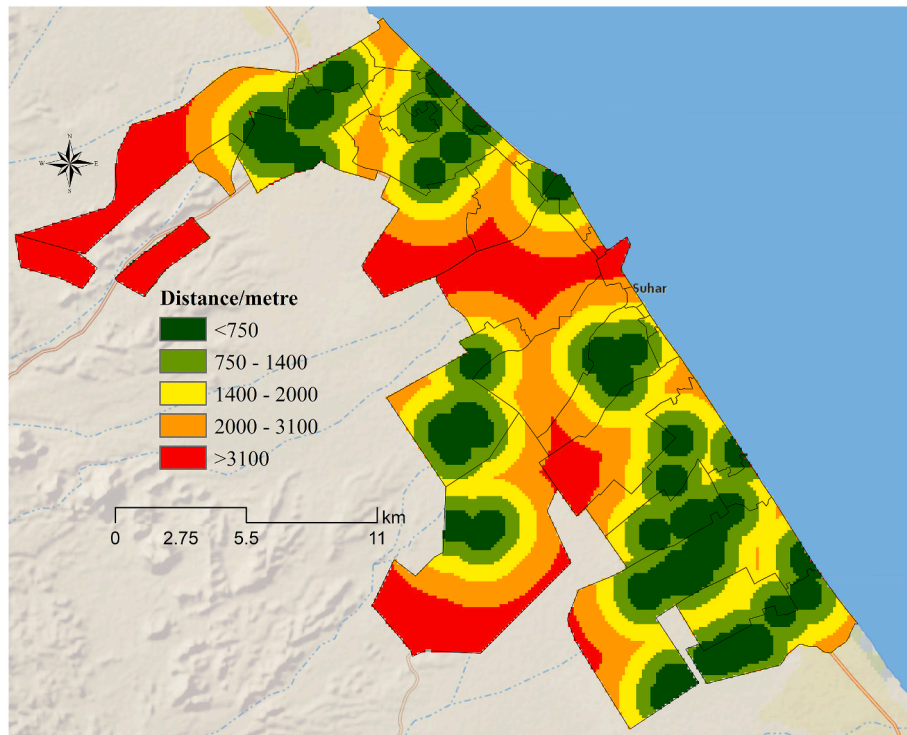 N
W E
S
Suhar
Distance/metre
<750
750 - 1400
1400 - 2000
2000 - 3100
>3100
km
0 2.75 5.5 11